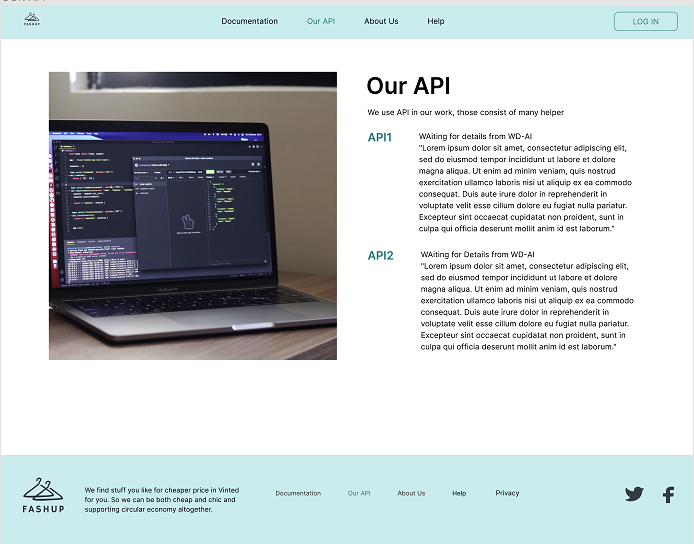 FASHUP
Documentation
Our API
About Us
Help
LOG IN
Our API
We use API in our work, those consist of many helper
API1
WAiting for details from WD-AI
"Lorem ipsum dolor sit amet, consectetur adipiscing elit,
sed do eiusmod tempor incididunt ut labore et dolore
magna aliqua. Ut enim ad minim veniam, quis nostrud
exercitation ullamco laboris nisi ut aliquip ex ea commodo
consequat. Duis aute irure dolor in reprehenderit in
voluptate velit esse cillum dolore eu fugiat nulla pariatur.
Excepteur sint occaecat cupidatat non proident, sunt in
culpa qui officia deserunt mollit anim id est laborum."
API2
WAiting for Details from WD-AI
"Lorem ipsum dolor sit amet, consectetur adipiscing elit,
sed do eiusmod tempor incididunt ut labore et dolore
magna aliqua. Ut enim ad minim veniam, quis nostrud
exercitation ullamco laboris nisi ut aliquip ex ea commodo
consequat. Duis aute irure dolor in reprehenderit in
voluptate velit esse cillum dolore eu fugiat nulla pariatur.
Excepteur sint occaecat cupidatat non proident, sunt in
culpa qui officia deserunt mollit anim id est laborum."
FASHUP
We find stuff you like for cheaper price in Vinted
for you. So we can be both cheap and chic and
supporting circular economy altogether.
Documentation
Our API
About Us
Help
Privacy